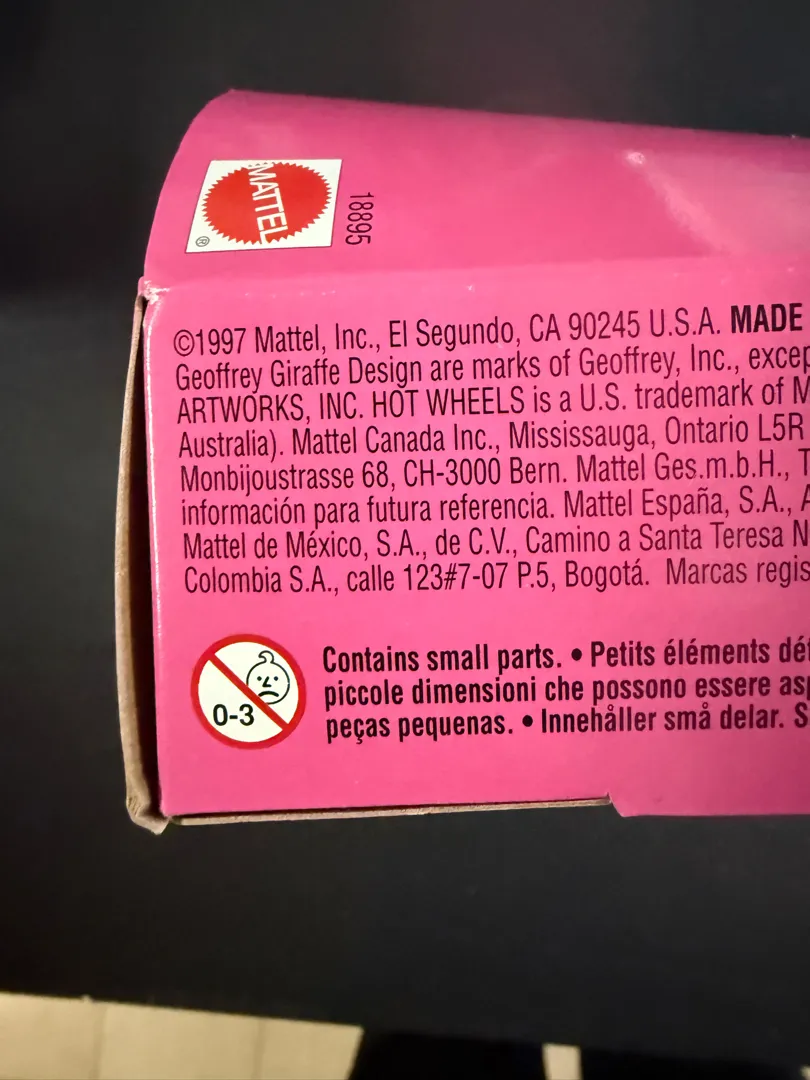 MATTEL
®
18895
©1997 Mattel, Inc., El Segundo, CA 90245 U.S.A. MADE
Geoffrey Giraffe Design are marks of Geoffrey, Inc., excep
ARTWORKS, INC. HOT WHEELS is a U.S. trademark of M
Australia). Mattel Canada Inc., Mississauga, Ontario L5R
Monbijoustrasse 68, CH-3000 Bern. Mattel Ges.m.b.H., T
información para futura referencia. Mattel España, S.A., A
Mattel de México, S.A., de C.V., Camino a Santa Teresa N
Colombia S.A., calle 123#7-07 P.5, Bogotá. Marcas regis
0-3
Contains small parts. • Petits éléments dét
piccole dimensioni che possono essere asp
peças pequenas. • Innehåller små delar. S